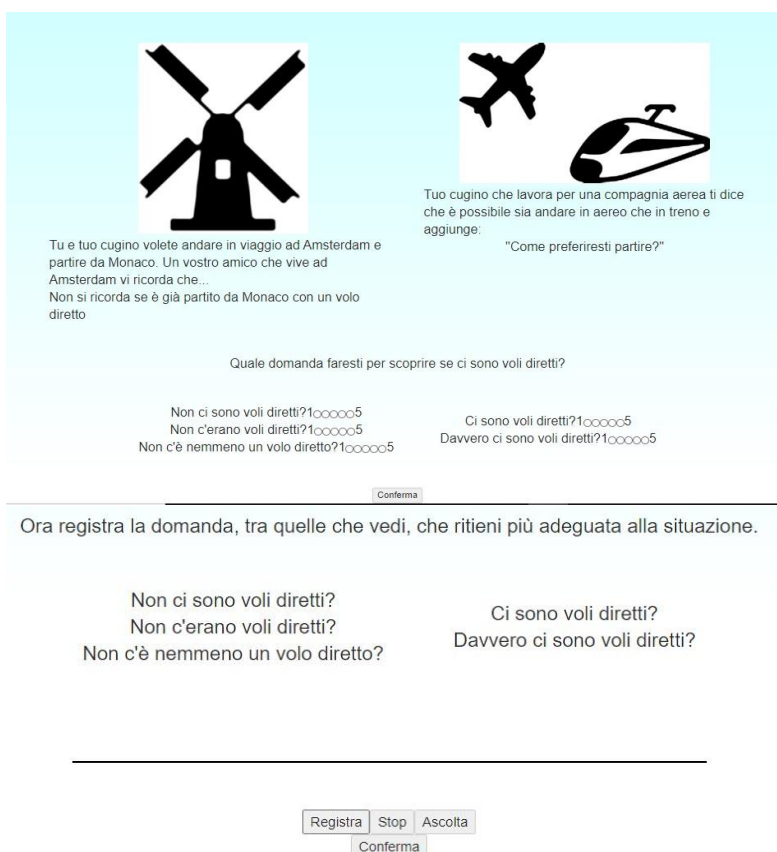 Tu e tuo cugino volete andare in viaggio ad Amsterdam e
partire da Monaco. Un vostro amico che vive ad
Amsterdam vi ricorda che...
Non si ricorda se è già partito da Monaco con un volo
diretto
Tuo cugino che lavora per una compagnia aerea ti dice
che è possibile sia andare in aereo che in treno e
aggiunge:
"Come preferiresti partire?"
Quale domanda faresti per scoprire se ci sono voli diretti?
Non ci sono voli diretti?1○○○○○5
Non c'erano voli diretti?1○○○○○5
Non c'è nemmeno un volo diretto?1○○○○○5
Ci sono voli diretti?1○○○○○5
Davvero ci sono voli diretti?1○○○○○5
Conferma
Ora registra la domanda, tra quelle che vedi, che ritieni più adeguata alla situazione.
Non ci sono voli diretti?
Non c'erano voli diretti?
Non c'è nemmeno un volo diretto?
Ci sono voli diretti?
Davvero ci sono voli diretti?
Registra Stop Ascolta
Conferma